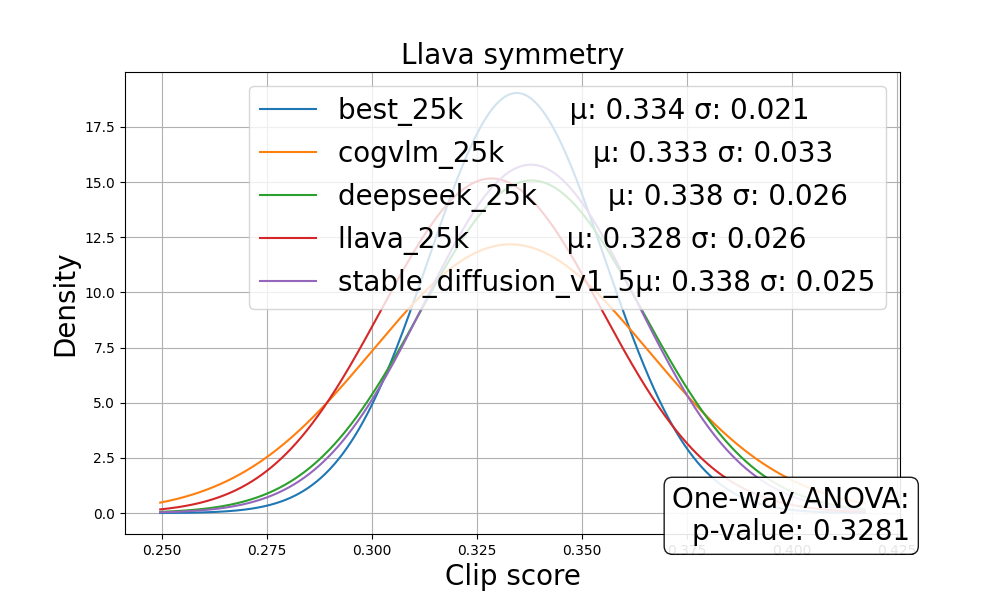 Llava symmetry
best_25k μ: 0.334 σ: 0.021
cogvlm_25k μ: 0.333 σ: 0.033
deepseek_25k μ: 0.338 σ: 0.026
llava_25k μ: 0.328 σ: 0.026
stable_diffusion_v1_5μ: 0.338 σ: 0.025
Density
17.5
15.0
12.5
10.0
7.5
5.0
2.5
0.0
One-way ANOVA:
p-value: 0.3281
0.250 0.275 0.300 0.325 0.350 0.375 0.400 0.425
Clip score